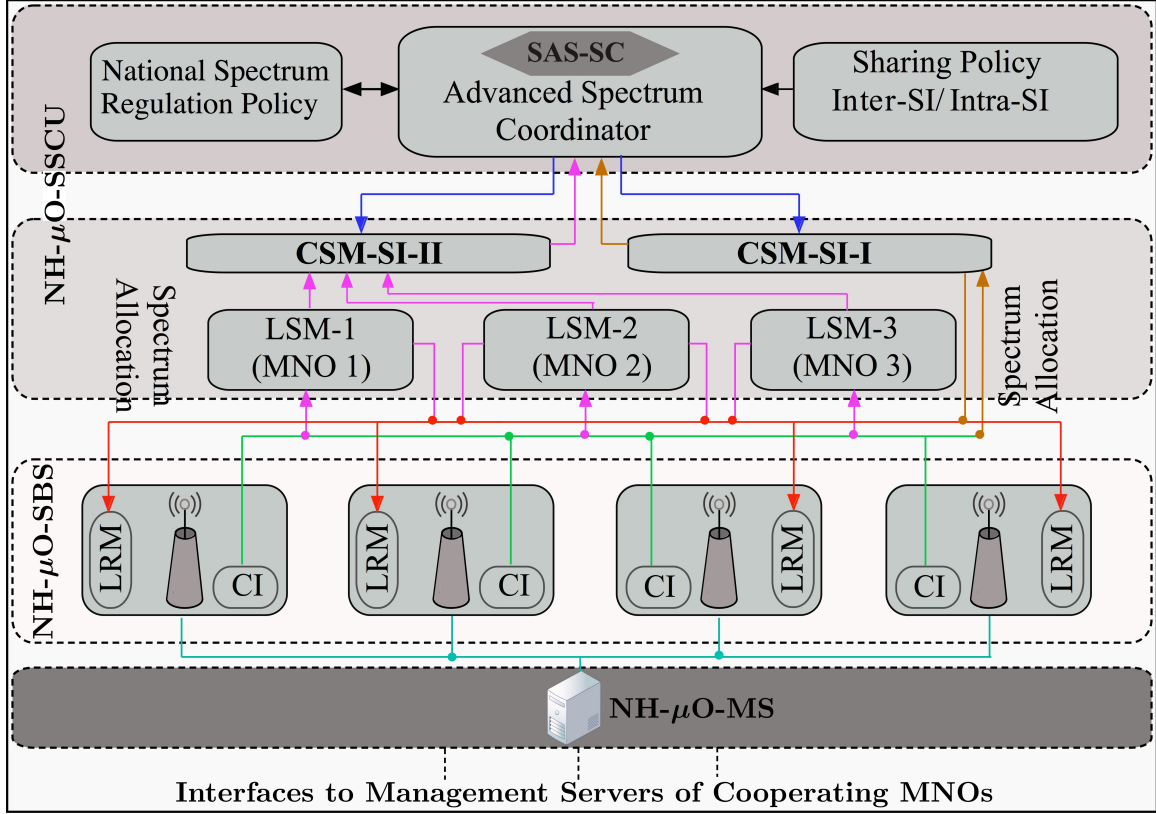 SAS-SC
National Spectrum
Regulation Policy
Advanced Spectrum
Coordinator
Sharing Policy
Inter-SI/ Intra-SI
NH-μO-SSCU
CSM-SI-II
CSM-SI-I
Spectrum
Allocation
LSM-1
(MNO 1)
LSM-2
(MNO 2)
LSM-3
(MNO 3)
Spectrum
Allocation
NH-μO-SBS
LRM
CI
LRM
CI
CI
LRM
CI
LRM
NH-μO-MS
Interfaces to Management Servers of Cooperating MNOs